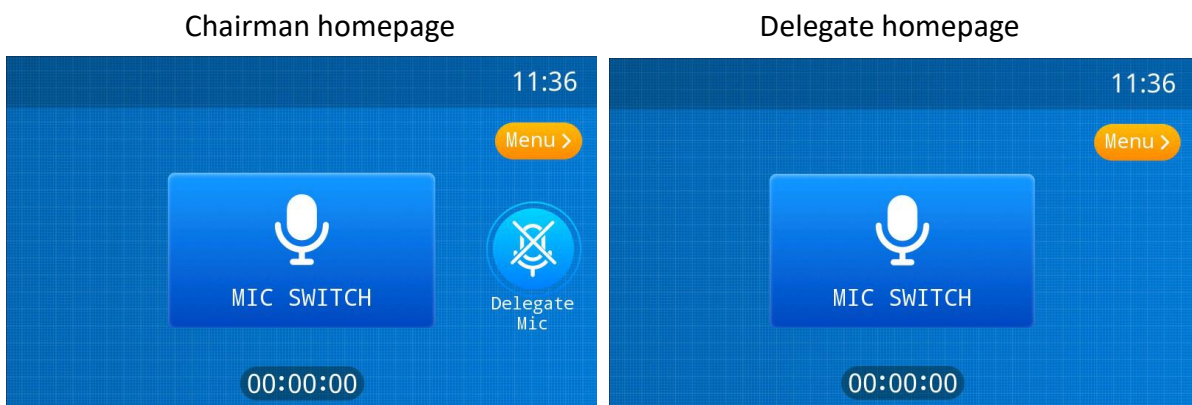 Chairman homepage
11:36
Menu >
MIC SWITCH
Delegate
Mic
00:00:00
Delegate homepage
11:36
Menu >
MIC SWITCH
00:00:00